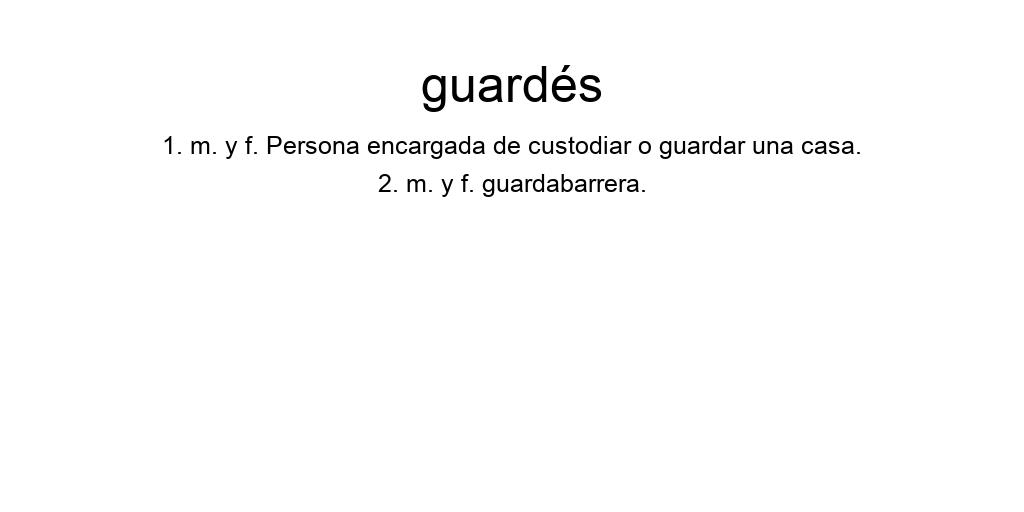 guardés
1. m. y f. Persona encargada de custodiar o guardar una casa.
2. m. y f. guardabarrera.